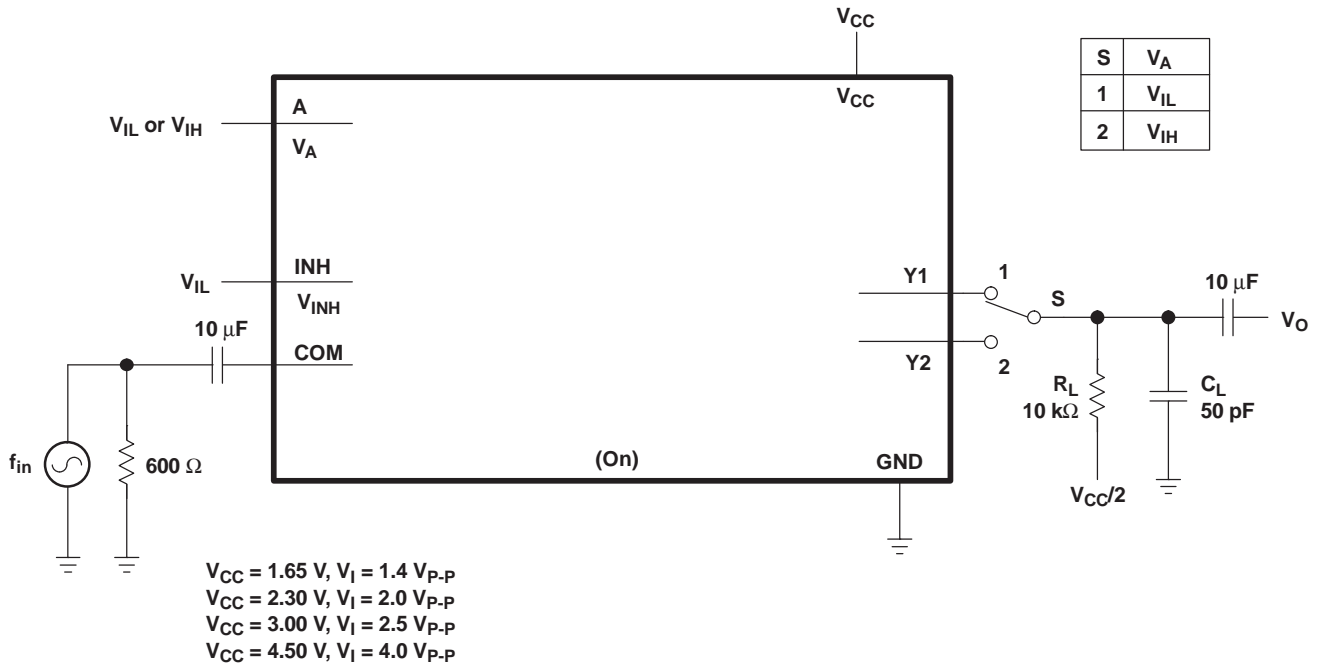 VCC
S VA
1 VIL
2 VIH
VCC
A
VIL or VIH
VA
INH
VIL
VINH
Y1
1
S
10 µF
VO
10 µF
COM
Y2
2
RL
10 kΩ
CL
50 pF
fin
600 Ω
(On)
GND
VCC/2
VCC = 1.65 V, VI = 1.4 VP-P
VCC = 2.30 V, VI = 2.0 VP-P
VCC = 3.00 V, VI = 2.5 VP-P
VCC = 4.50 V, VI = 4.0 VP-P